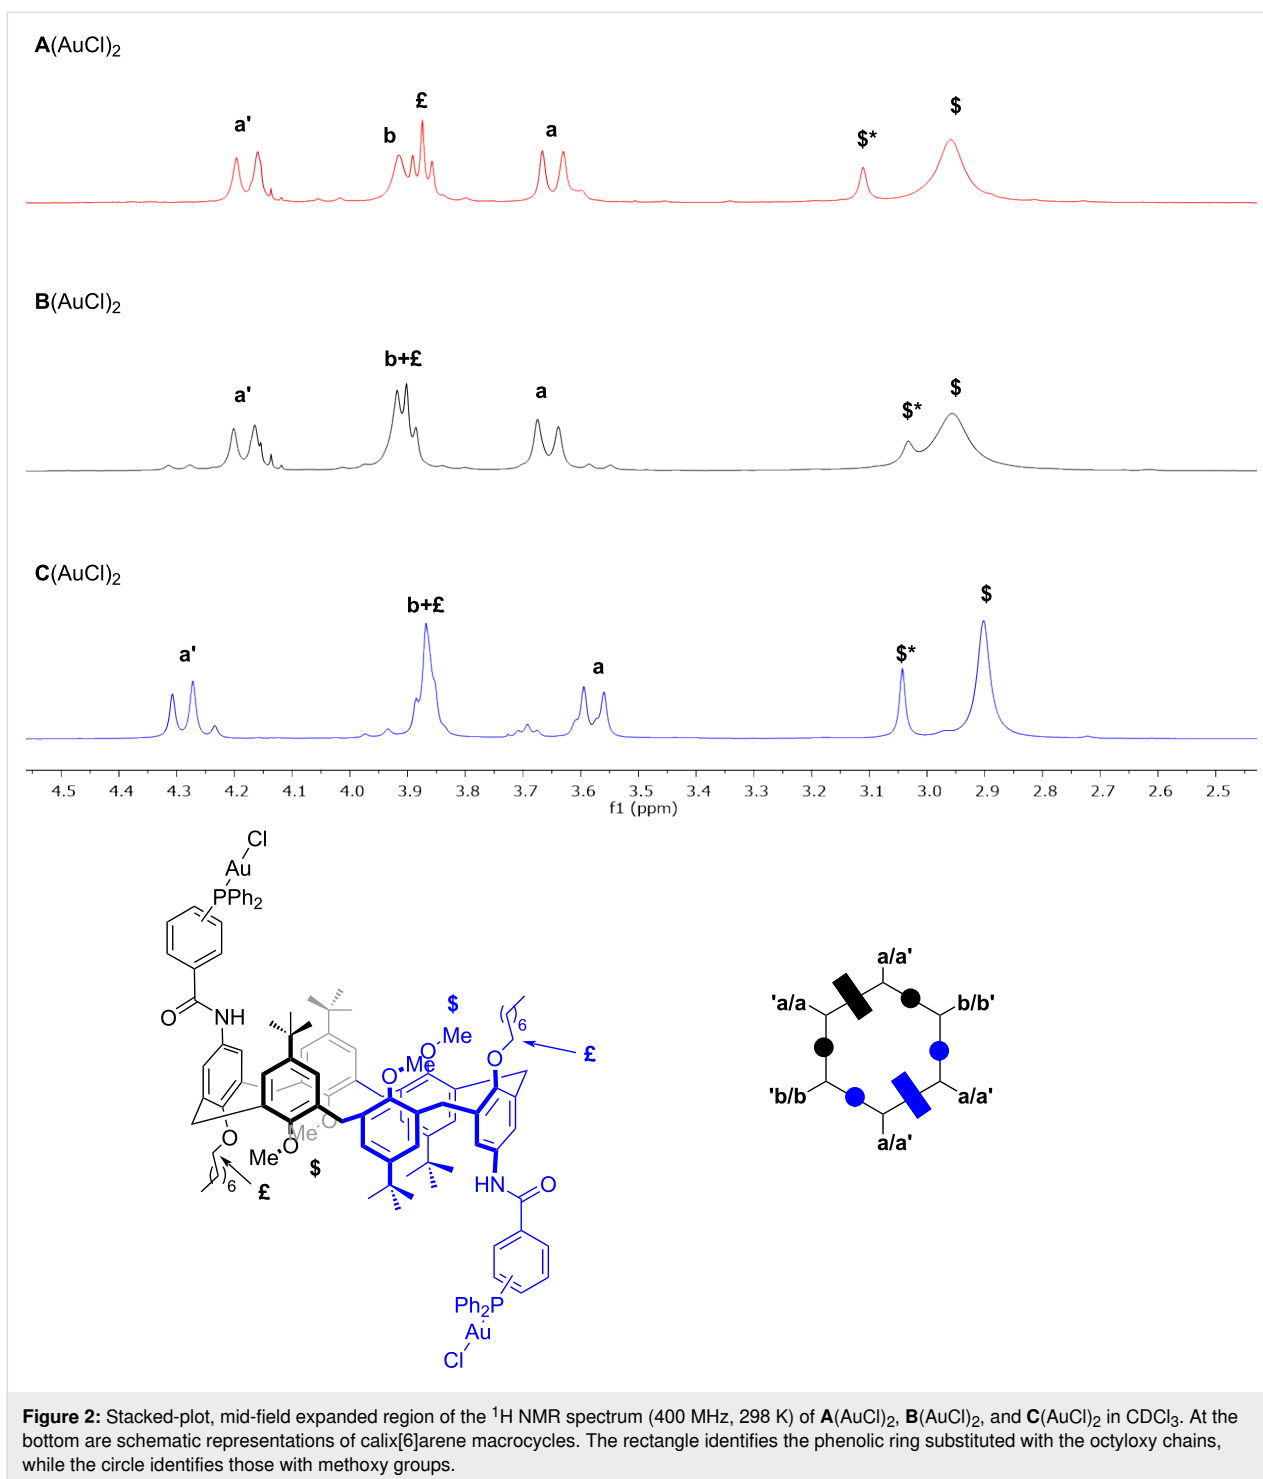 A(AuCl)2
a'
b
£
a
$*
$
B(AuCl)2
a'
b+£
a
$*
$
C(AuCl)2
a'
b+£
a
$*
$
4.5 4.4 4.3 4.2 4.1 4.0 3.9 3.8 3.7 3.6 3.5 3.4 3.3 3.2 3.1 3.0 2.9 2.8 2.7 2.6 2.5
f1 (ppm)
Cl
Au
PPh2
O
NH
O
( )6
£
Me
O
$
Me
O
$
O
Me
O
Me
( )6
O
£
HN
O
Ph2P
Au
Cl
a/a'
'a/a
b/b'
'b/b
a/a'
a/a'
Figure 2: Stacked-plot, mid-field expanded region of the 1H NMR spectrum (400 MHz, 298 K) of A(AuCl)2, B(AuCl)2, and C(AuCl)2 in CDCl3. At the
bottom are schematic representations of calix[6]arene macrocycles. The rectangle identifies the phenolic ring substituted with the octyloxy chains,
while the circle identifies those with methoxy groups.